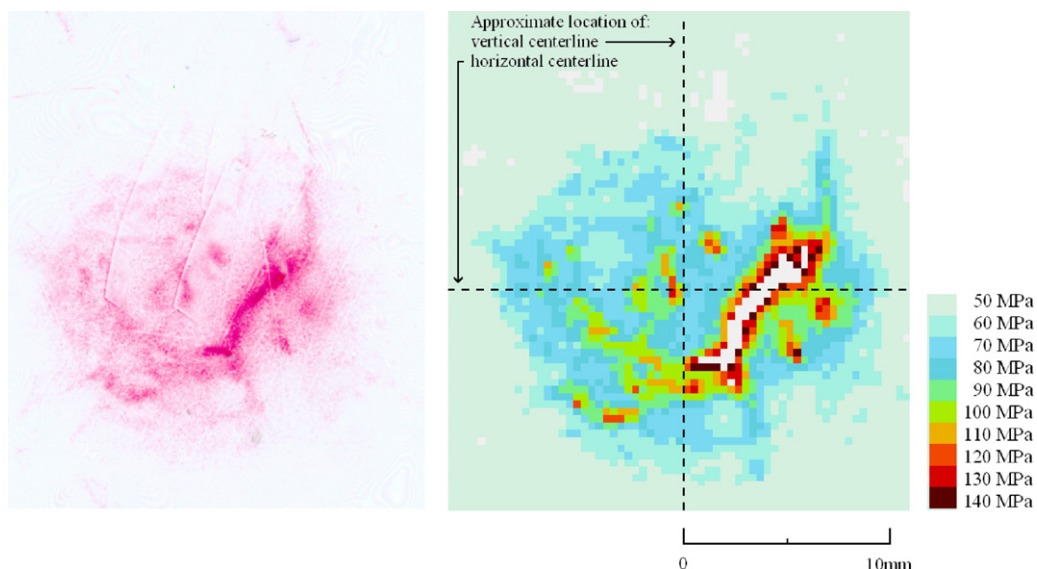 Approximate location of:
vertical centerline
horizontal centerline
50 MPa
60 MPa
70 MPa
80 MPa
90 MPa
100 MPa
110 MPa
120 MPa
130 MPa
140 MPa
0
10mm